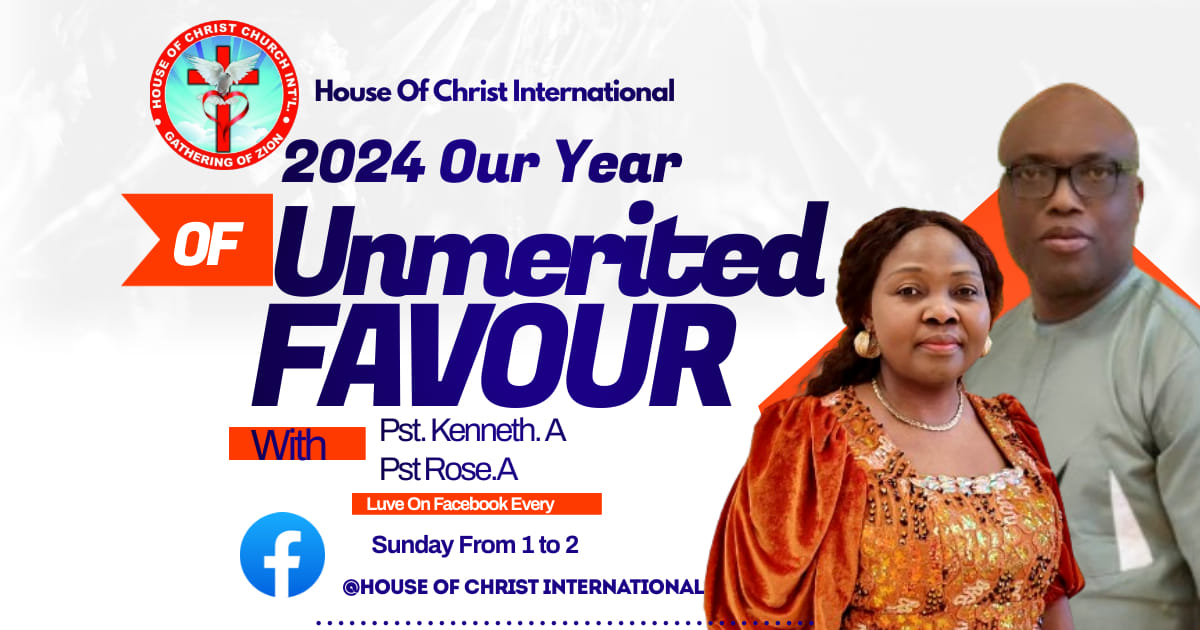 HOUSE OF CHRIST CHURCH INT'L.
GATHERING OF ZION
House Of Christ International
2024 Our Year
OF
Unmerited
FAVOUR
With
Pst. Kenneth. A
Pst Rose.A
Luve On Facebook Every
Sunday From 1 to 2
@HOUSE OF CHRIST INTERNATIONAL